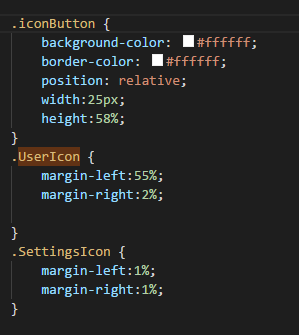 .iconButton {
background-color: #ffffff;
border-color: #ffffff;
position: relative;
width:25px;
height:58%;
}
.UserIcon {
margin-left:55%;
margin-right:2%;
}
.SettingsIcon {
margin-left:1%;
margin-right:1%;
}